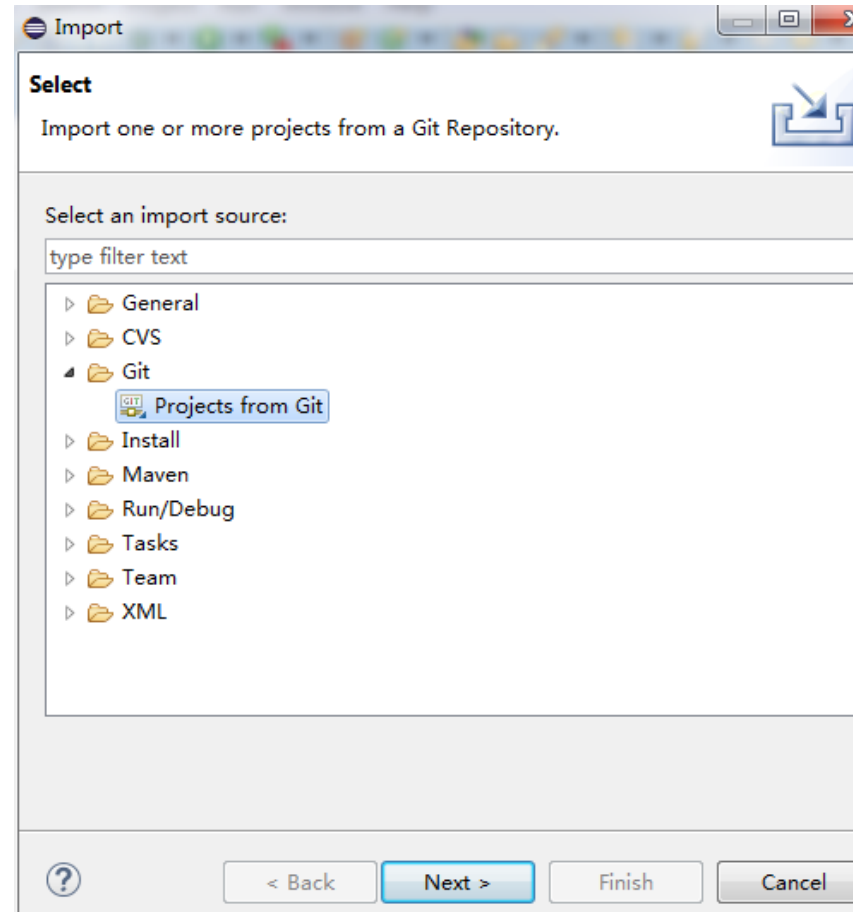 Import
Select
Import one or more projects from a Git Repository.
Select an import source:
type filter text
General
CVS
Git
GIT
Projects from Git
Install
Maven
Run/Debug
Tasks
Team
XML
?
< Back
Next >
Finish
Cancel